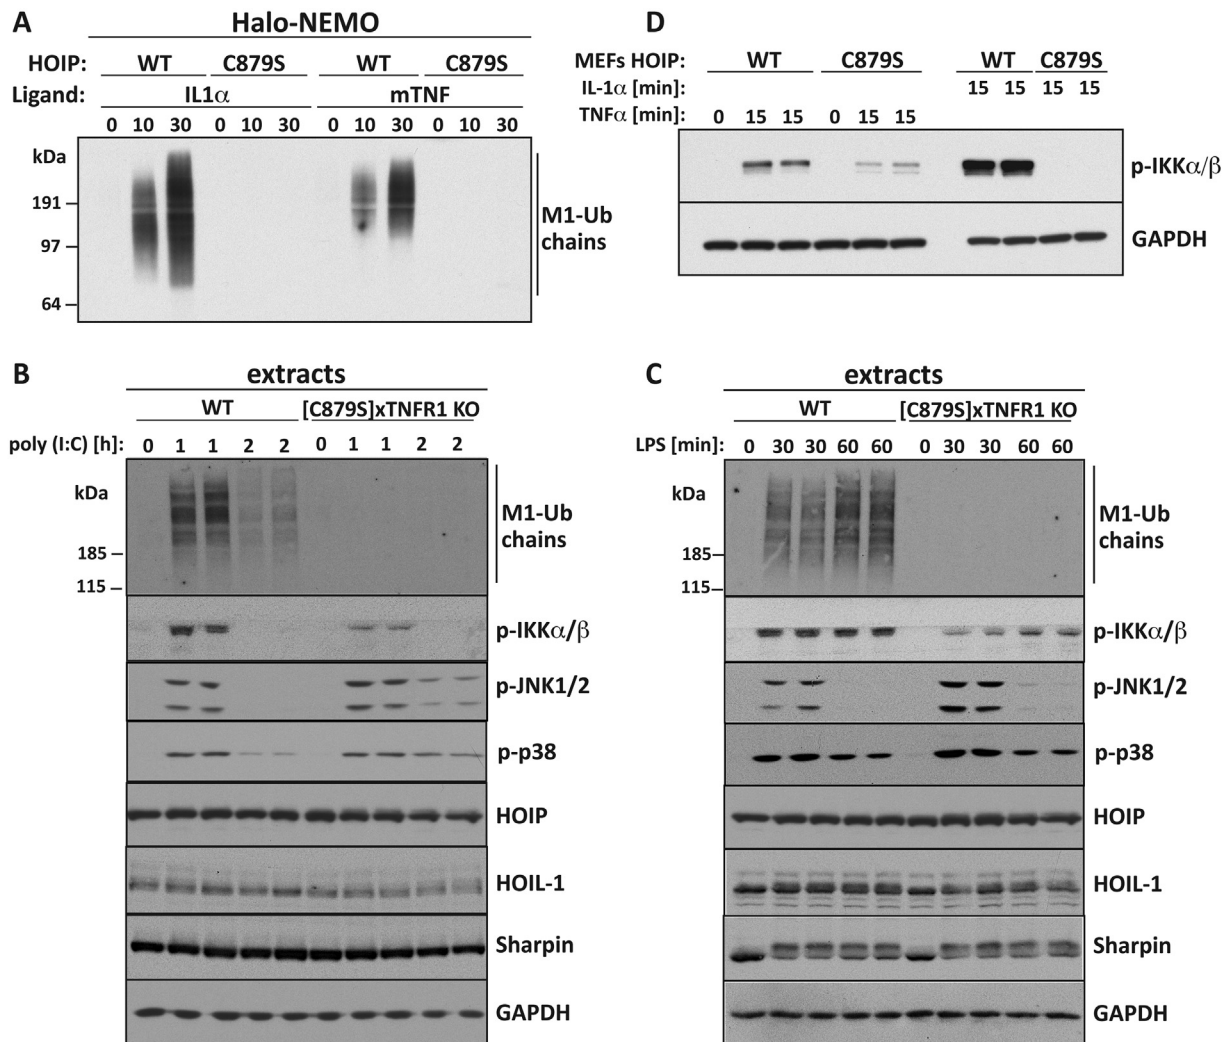 A
Halo-NEMO
HOIP: WT C879S WT C879S
Ligand: IL1α mTNF
0 10 30 0 10 30 0 10 30 0 10 30
kDa
191
97
64
M1-Ub
chains
D
MEFs HOIP: WT C879S WT C879S
IL-1α [min]: 15 15 15 15
TNFα [min]: 0 15 15 0 15 15
p-IKKα/β
GAPDH
B
extracts
WT [C879S]xTNFR1 KO
poly (I:C) [h]: 0 1 1 2 2 0 1 1 2 2
kDa
185
115
M1-Ub
chains
p-IKKα/β
p-JNK1/2
p-p38
HOIP
HOIL-1
Sharpin
GAPDH
C
extracts
WT [C879S]xTNFR1 KO
LPS [min]: 0 30 30 60 60 0 30 30 60 60
kDa
185
115
M1-Ub
chains
p-IKKα/β
p-JNK1/2
p-p38
HOIP
HOIL-1
Sharpin
GAPDH